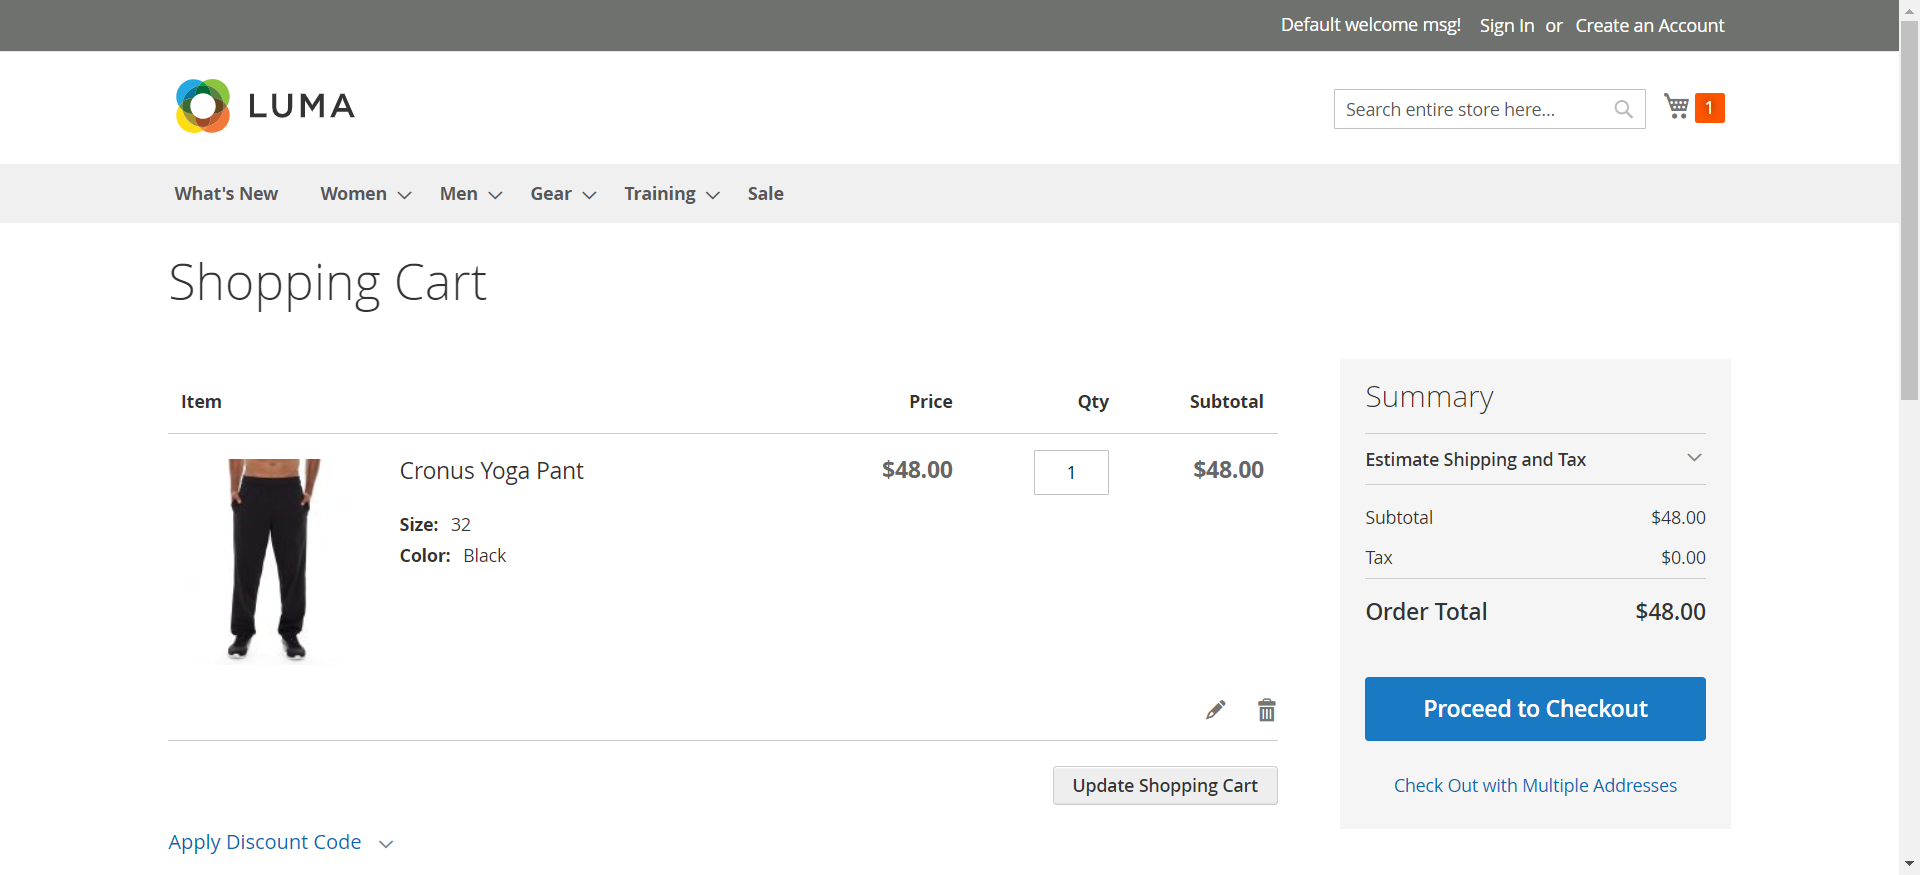 Default welcome msg! Sign In or Create an Account
LUMA
Search entire store here... 1
What's New Women Men Gear Training Sale
Shopping Cart
Item Price Qty Subtotal
Cronus Yoga Pant $48.00 1 $48.00
Size: 32
Color: Black
Update Shopping Cart
Apply Discount Code
Summary
Estimate Shipping and Tax
Subtotal $48.00
Tax $0.00
Order Total $48.00
Proceed to Checkout
Check Out with Multiple Addresses